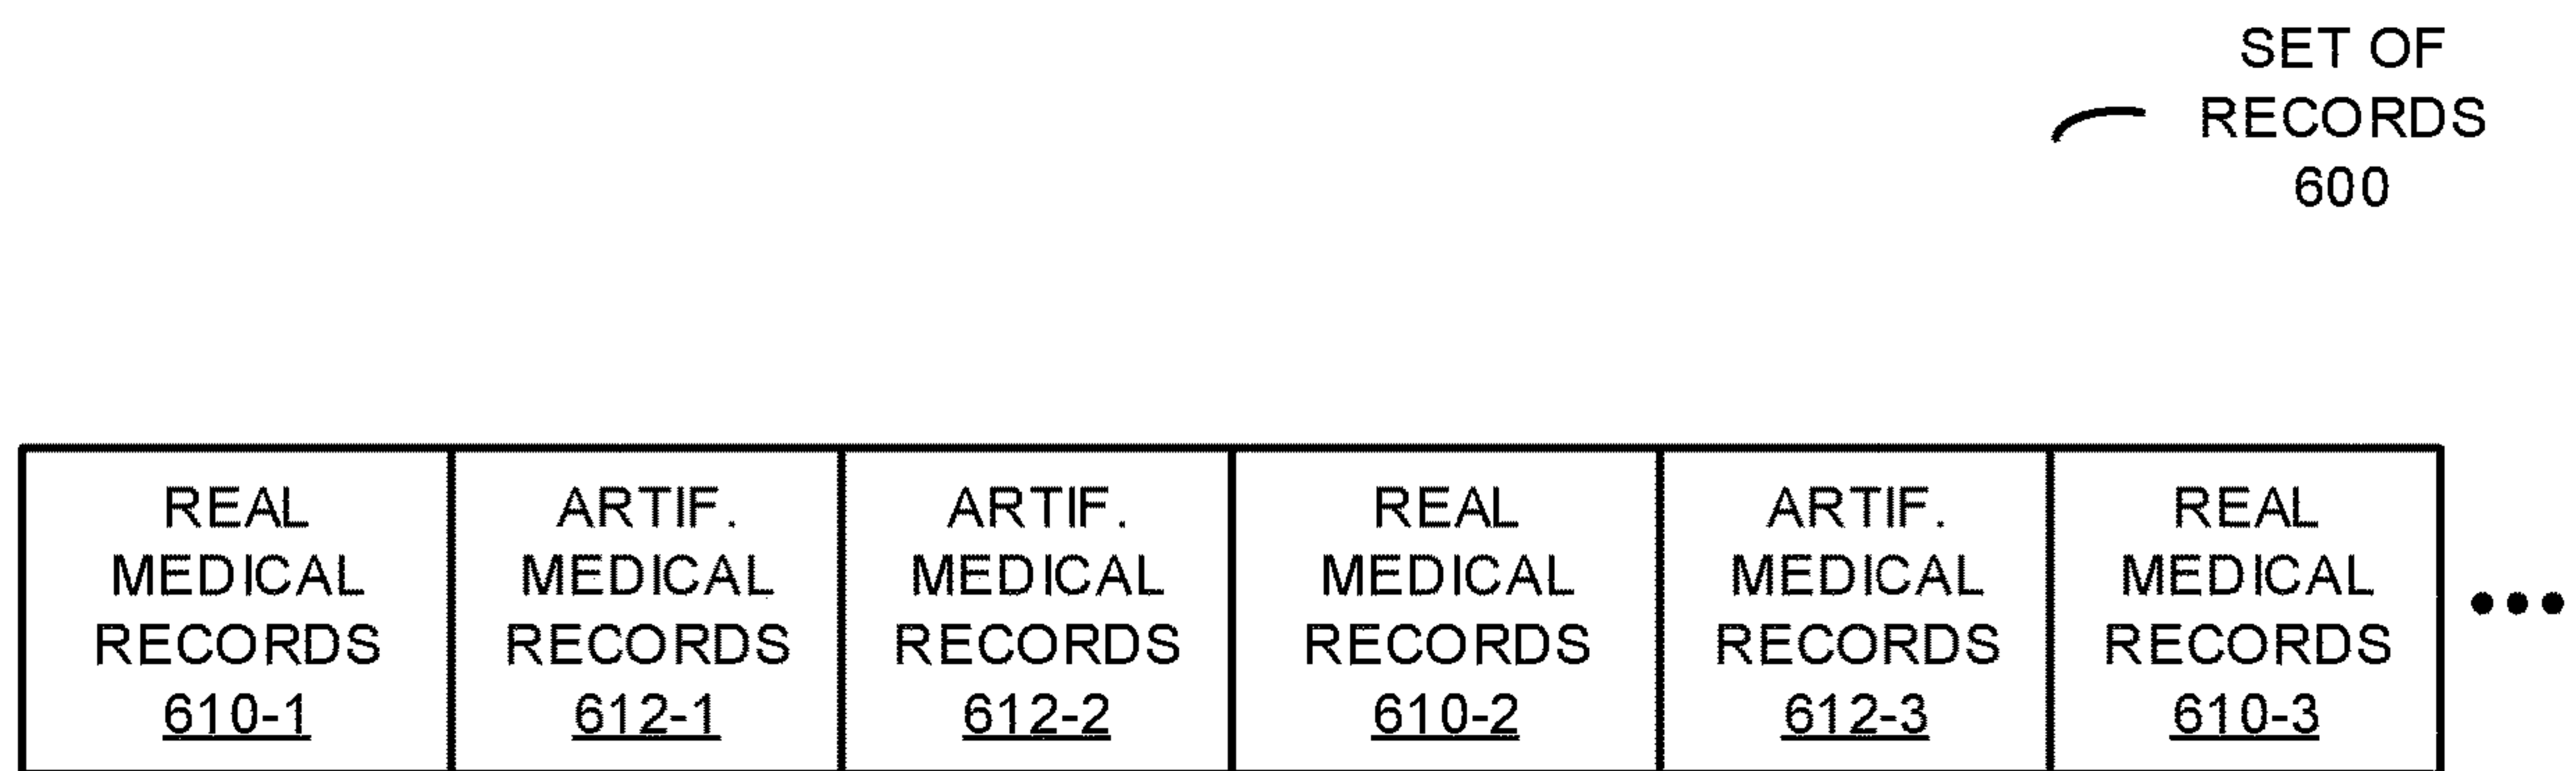 SET OF
RECORDS
600
REAL
MEDICAL
RECORDS
610-1
ARTIF.
MEDICAL
RECORDS
612-1
ARTIF.
MEDICAL
RECORDS
612-2
REAL
MEDICAL
RECORDS
610-2
ARTIF.
MEDICAL
RECORDS
612-3
REAL
MEDICAL
RECORDS
610-3
•••